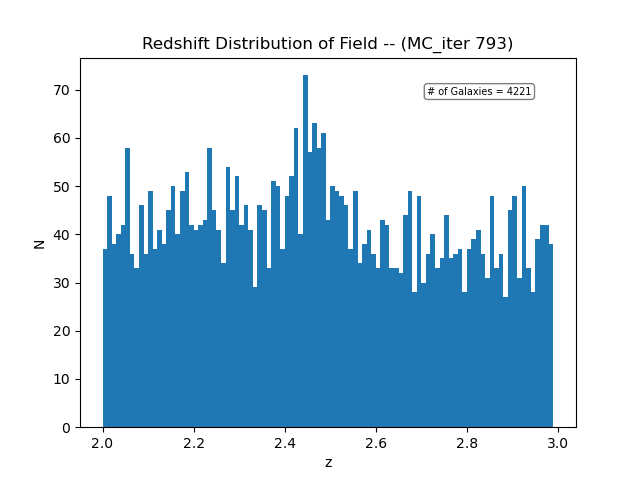 Redshift Distribution of Field -- (MC_iter 793)
# of Galaxies = 4221
70
60
50
40
30
20
10
0
N
2.0 2.2 2.4 2.6 2.8 3.0
z